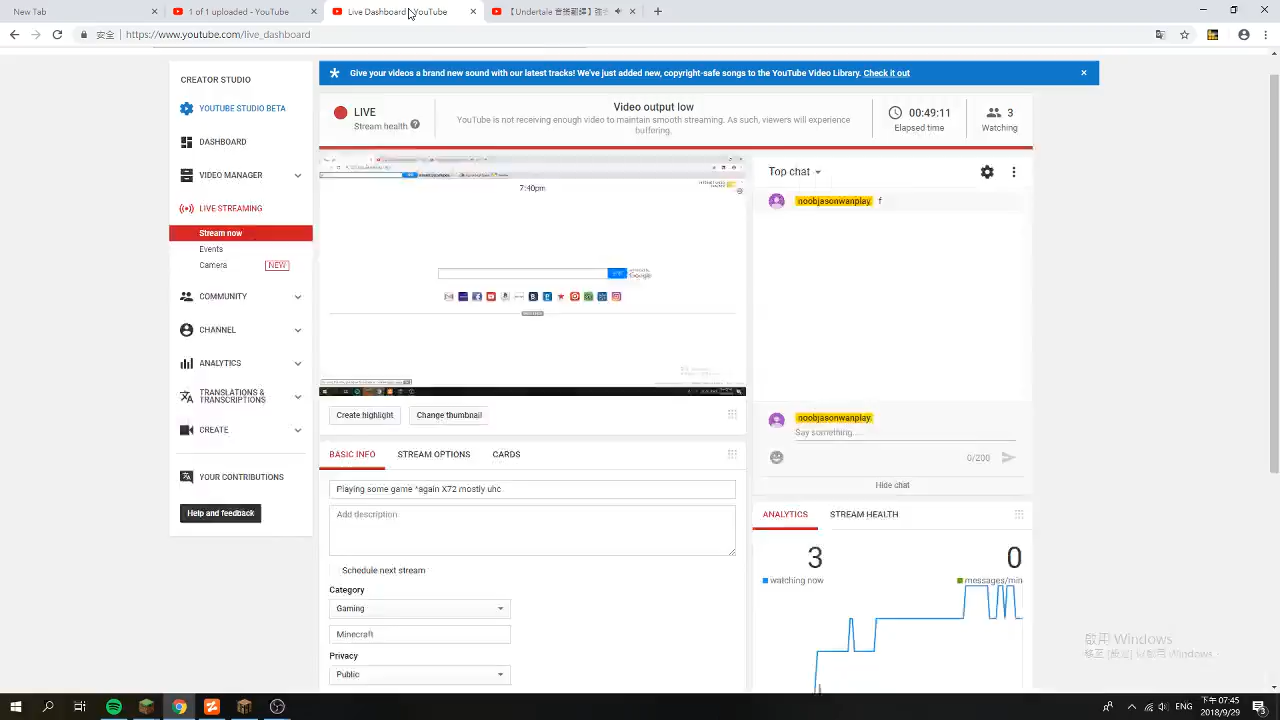 New Tab
1 of 1 uploaded - YouTube
Live Dashboard - YouTube
【Undertale
安全
https://www.youtube.com/live_dashboard
CREATOR STUDIO
YOUTUBE STUDIO BETA
DASHBOARD
VIDEO MANAGER
LIVE STREAMING
Stream now
Events
Camera
NEW
COMMUNITY
CHANNEL
ANALYTICS
TRANSLATIONS &
TRANSCRIPTIONS
CREATE
YOUR CONTRIBUTIONS
Help and feedback
Give your videos a brand new sound with our latest tracks! We've just added new, copyright-safe songs to the YouTube Video Library. Check it out
LIVE
Stream health
Video output low
YouTube is not receiving enough video to maintain smooth streaming. As such, viewers will experience
buffering.
00:49:11
Elapsed time
3
Watching
7:40pm
Google
Create highlight
Change thumbnail
BASIC INFO
STREAM OPTIONS
CARDS
Playing some game *again X72 mostly uhc
Add description
Schedule next stream
Category
Gaming
Minecraft
Privacy
Public
Top chat
noobjasonwanplay f
noobjasonwanplay
Say something...
0/200
Hide chat
ANALYTICS
STREAM HEALTH
3
watching now
0
messages/min
啟用 Windows
ENG
下午 07:45
2018/9/29